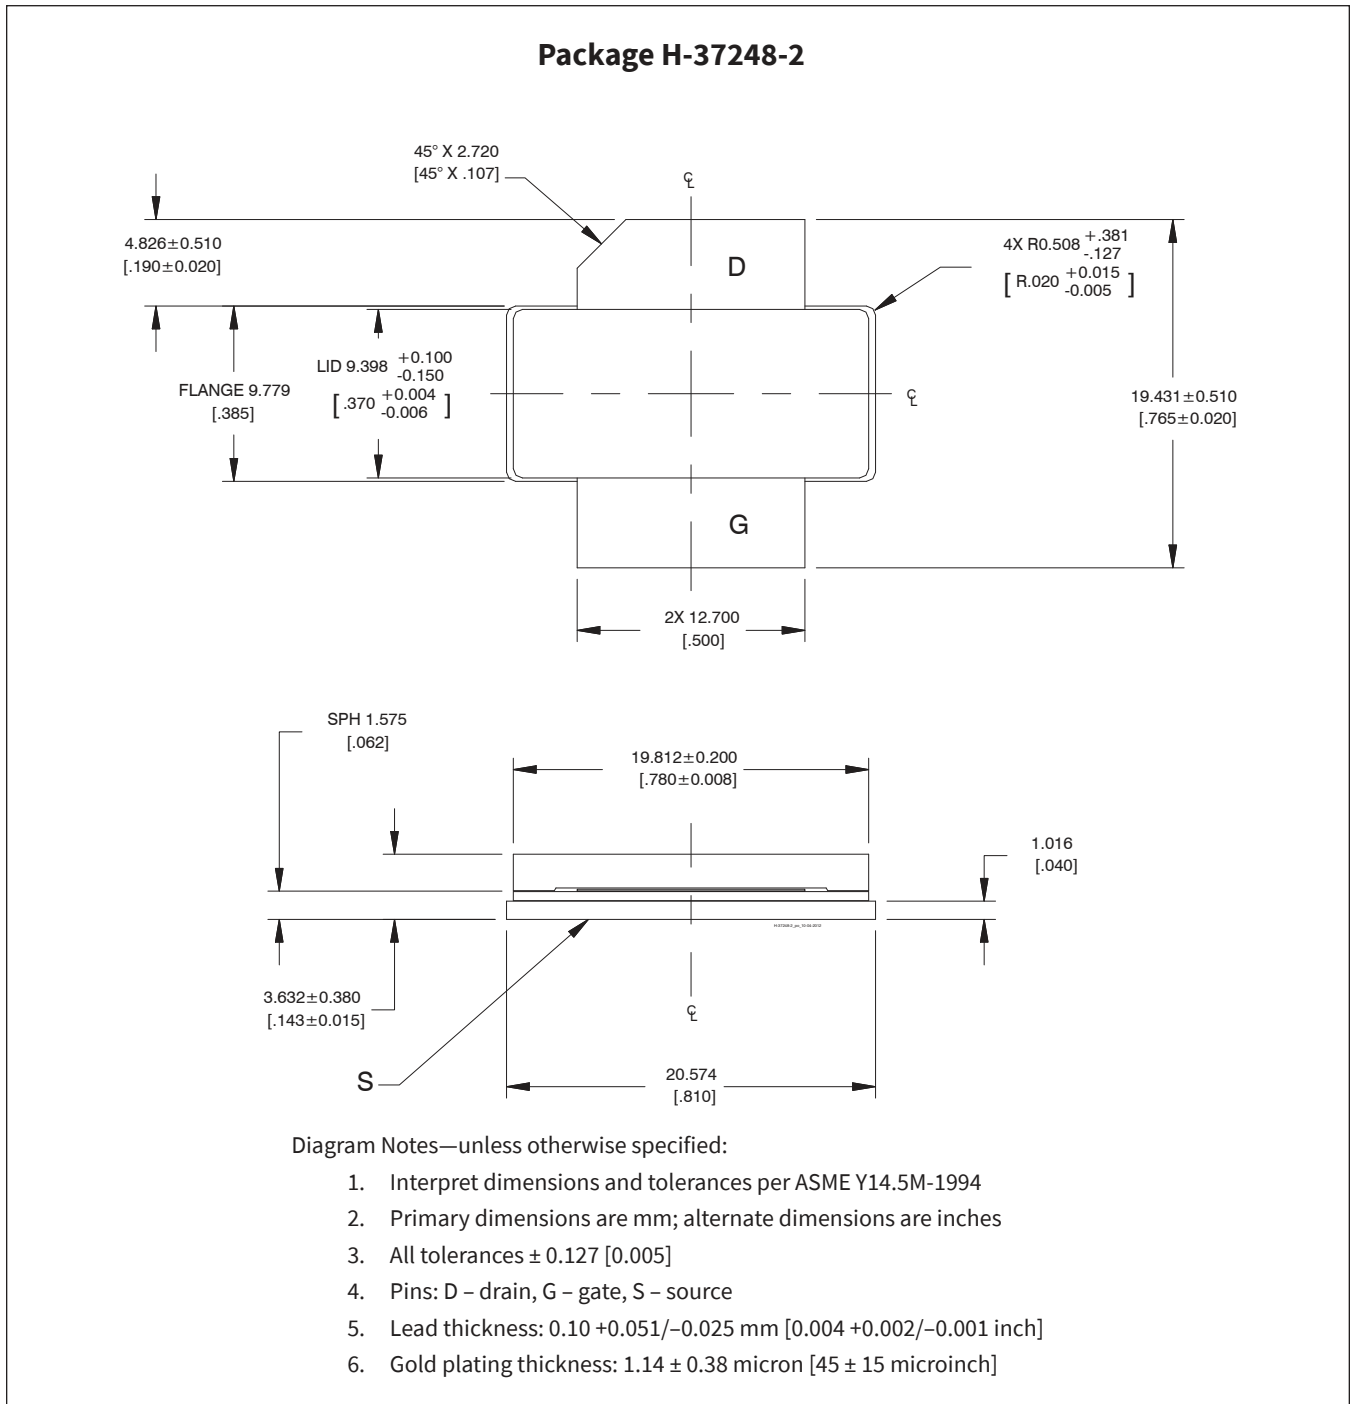 Package H-37248-2
45° X 2.720
[45° X .107]
℄
4.826±0.510
[.190±0.020]
D
4X R0.508 +.381
-.127
[ R.020 +0.015 ]
-0.005
LID 9.398 +0.100
-0.150
[ .370 +0.004 ]
-0.006
FLANGE 9.779
[.385]
℄
19.431±0.510
[.765±0.020]
G
2X 12.700
[.500]
SPH 1.575
[.062]
19.812±0.200
[.780±0.008]
1.016
[.040]
H-37248-2_po_10-04-2012
3.632±0.380
[.143±0.015]
℄
S
20.574
[.810]
Diagram Notes—unless otherwise specified:
1. Interpret dimensions and tolerances per ASME Y14.5M-1994
2. Primary dimensions are mm; alternate dimensions are inches
3. All tolerances ± 0.127 [0.005]
4. Pins: D – drain, G – gate, S – source
5. Lead thickness: 0.10 +0.051/–0.025 mm [0.004 +0.002/–0.001 inch]
6. Gold plating thickness: 1.14 ± 0.38 micron [45 ± 15 microinch]